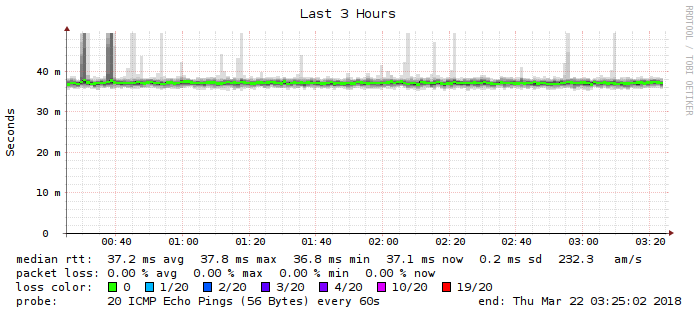 Last 3 Hours
RRDTOOL / TOBI OETIKER
Seconds
40 m
30 m
20 m
10 m
0
00:40 01:00 01:20 01:40 02:00 02:20 02:40 03:00 03:20
median rtt: 37.2 ms avg 37.8 ms max 36.8 ms min 37.1 ms now 0.2 ms sd 232.3 am/s
packet loss: 0.00 % avg 0.00 % max 0.00 % min 0.00 % now
loss color: 0 1/20 2/20 3/20 4/20 10/20 19/20
probe: 20 ICMP Echo Pings (56 Bytes) every 60s end: Thu Mar 22 03:25:02 2018